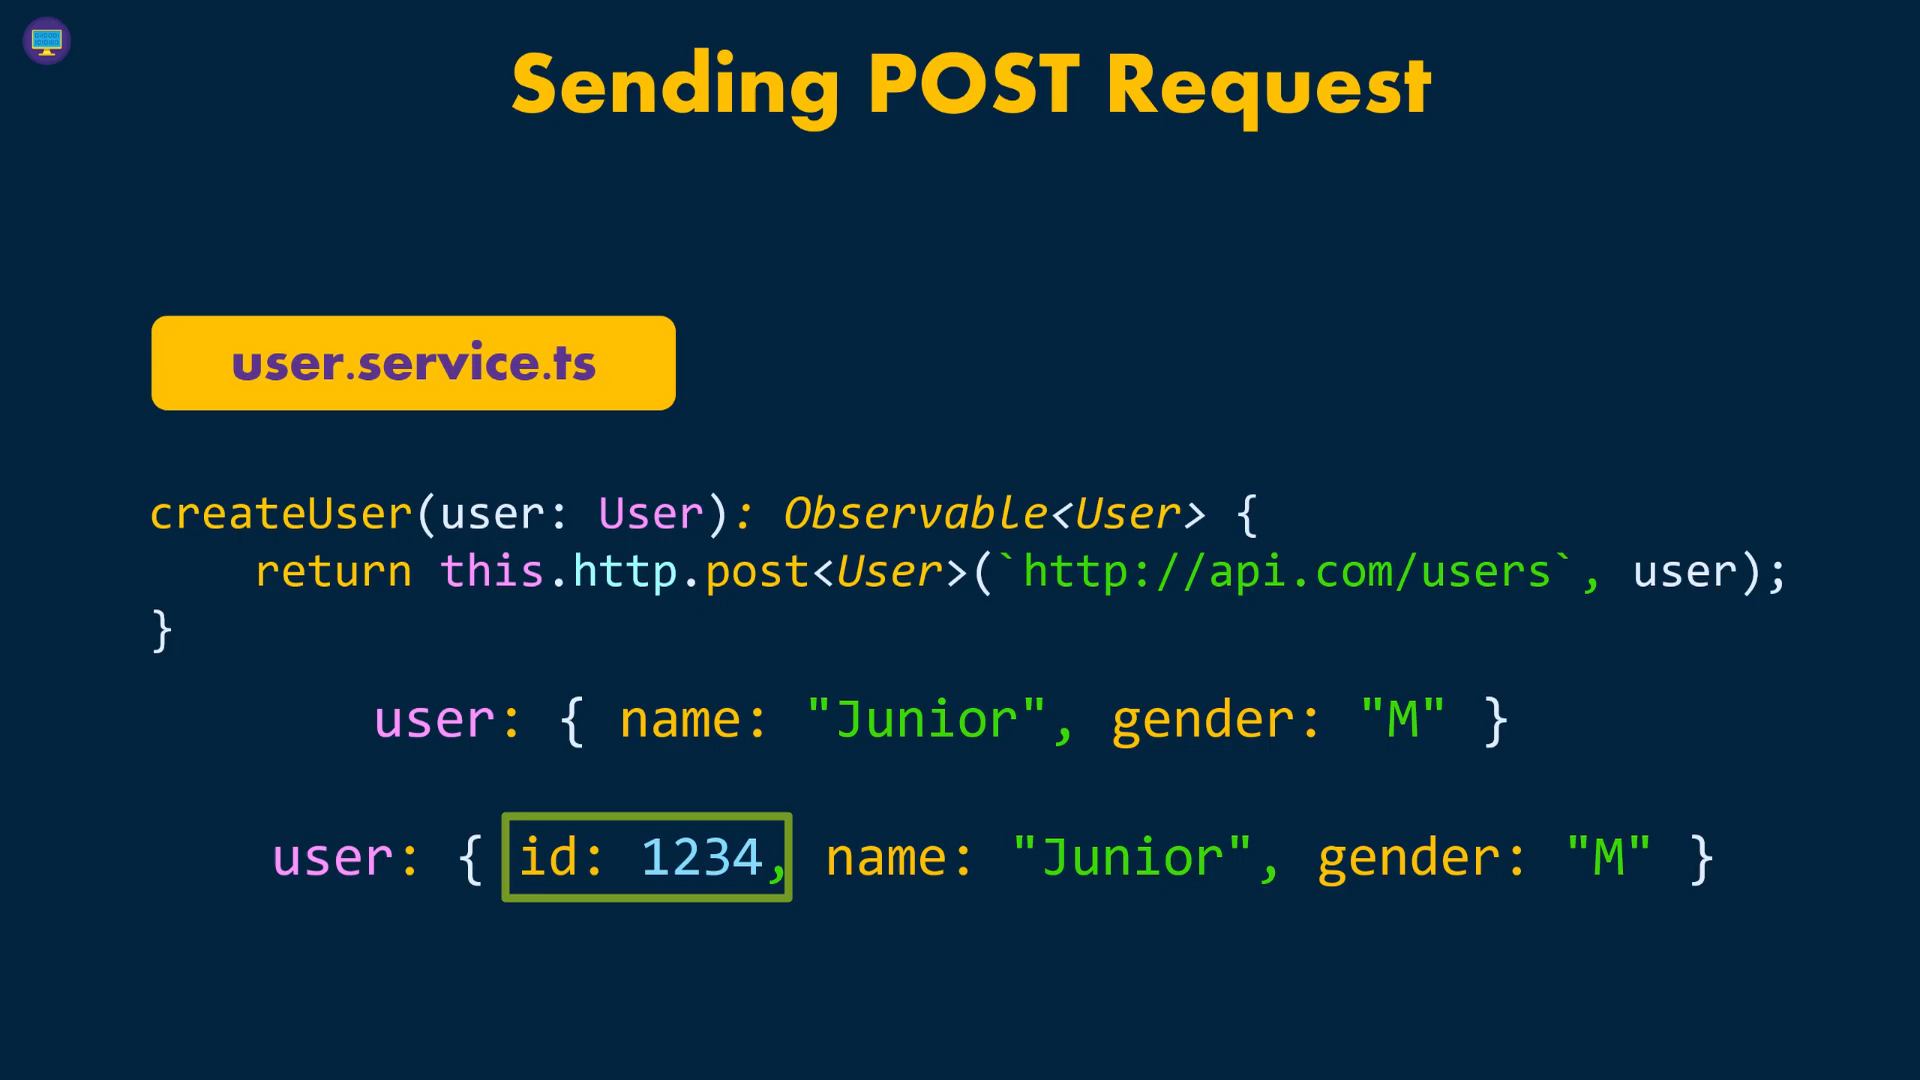 Sending POST Request
user.service.ts
createUser(user: User): Observable<User> {
return this.http.post<User>(`http://api.com/users`, user);
}
user: { name: "Junior", gender: "M" }
user: { id: 1234, name: "Junior", gender: "M" }